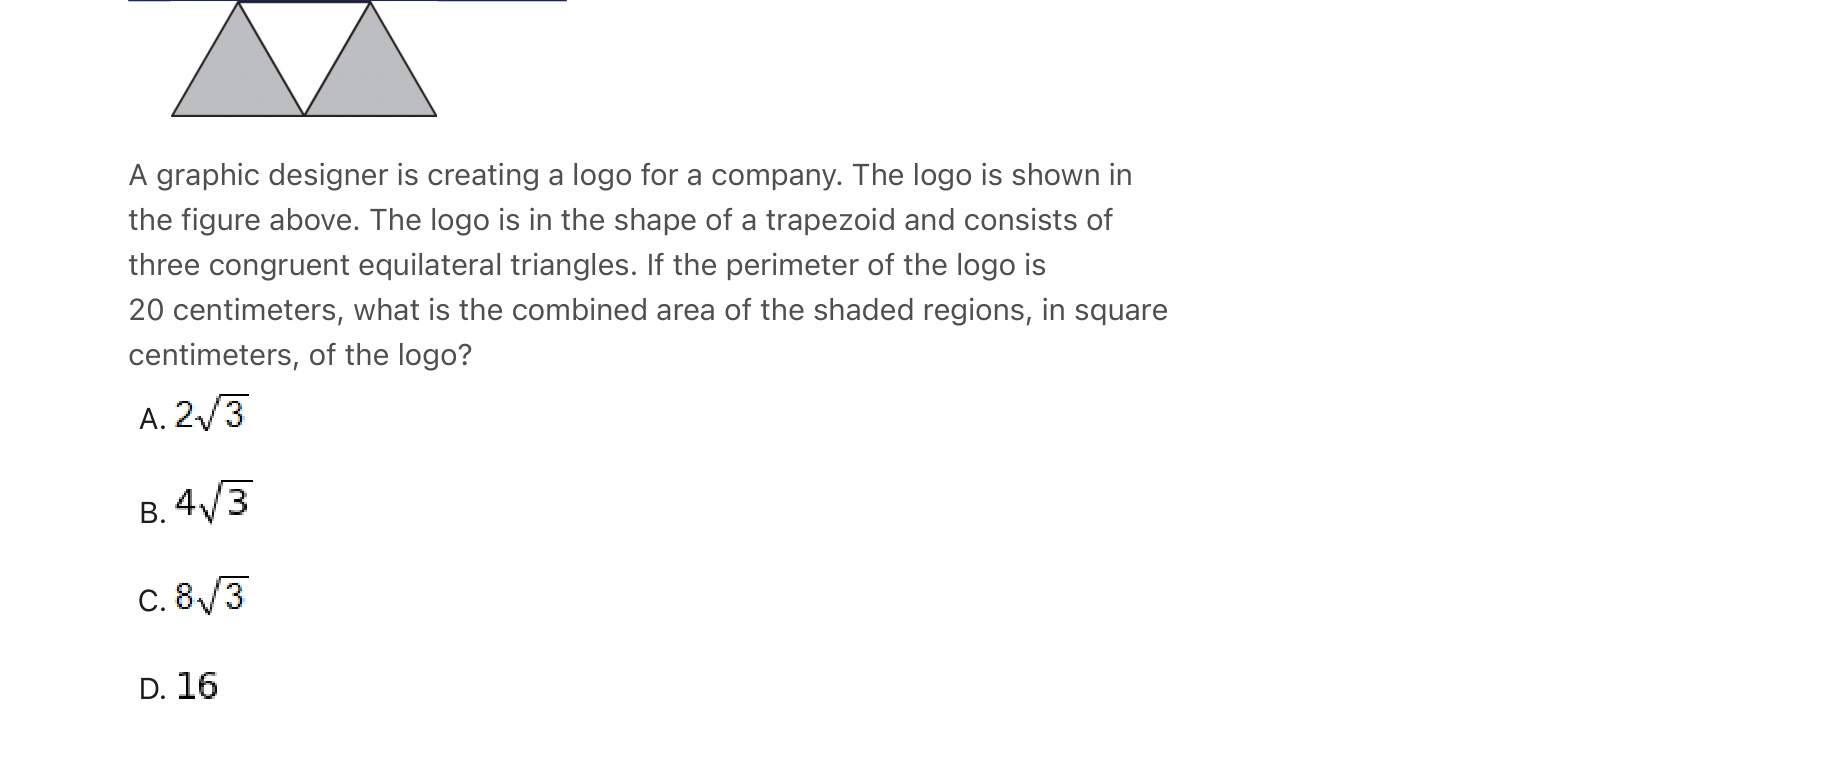 A graphic designer is creating a logo for a company. The logo is shown in
the figure above. The logo is in the shape of a trapezoid and consists of
three congruent equilateral triangles. If the perimeter of the logo is
20 centimeters, what is the combined area of the shaded regions, in square
centimeters, of the logo?
A. 2√3
B. 4√3
C. 8√3
D. 16